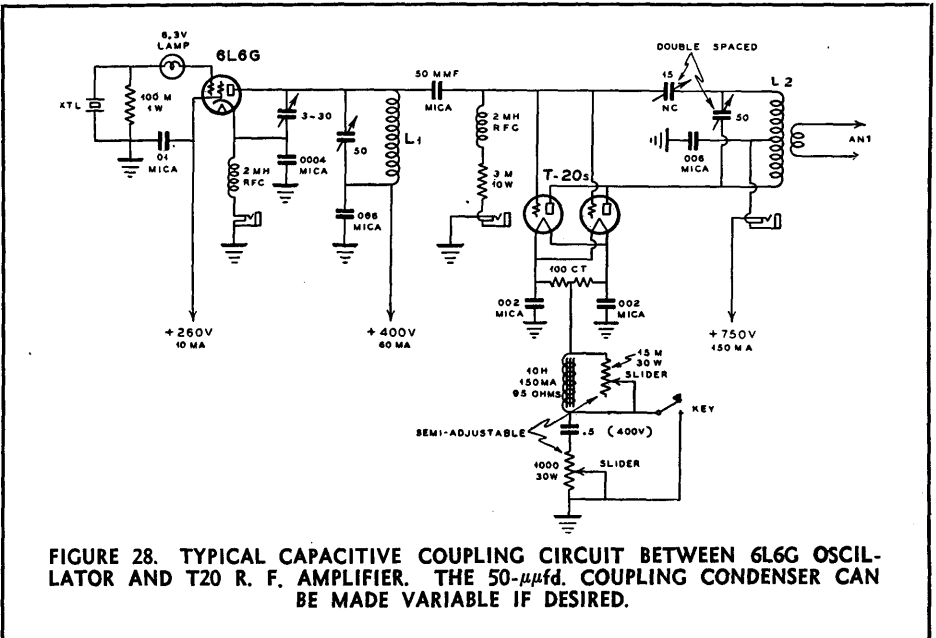 6.3V
LAMP
6L6G
XTL
100 M
1W
.01
MICA
2 MH
RFC
3-30
.0004
MICA
50
.006
MICA
L1
50 MMF
MICA
2 MH
RFC
3 M
10W
DOUBLE SPACED
15
NC
50
L2
.006
MICA
ANT
T-20s
100 CT
.002
MICA
.002
MICA
+260V
10 MA
+400V
60 MA
+750V
150 MA
10H
150MA
95 OHMS
15 M
30W
SLIDER
KEY
SEMI-ADJUSTABLE
.5 (400V)
1000
30W
SLIDER
FIGURE 28. TYPICAL CAPACITIVE COUPLING CIRCUIT BETWEEN 6L6G OSCIL-
LATOR AND T20 R. F. AMPLIFIER. THE 50-μμfd. COUPLING CONDENSER CAN
BE MADE VARIABLE IF DESIRED.